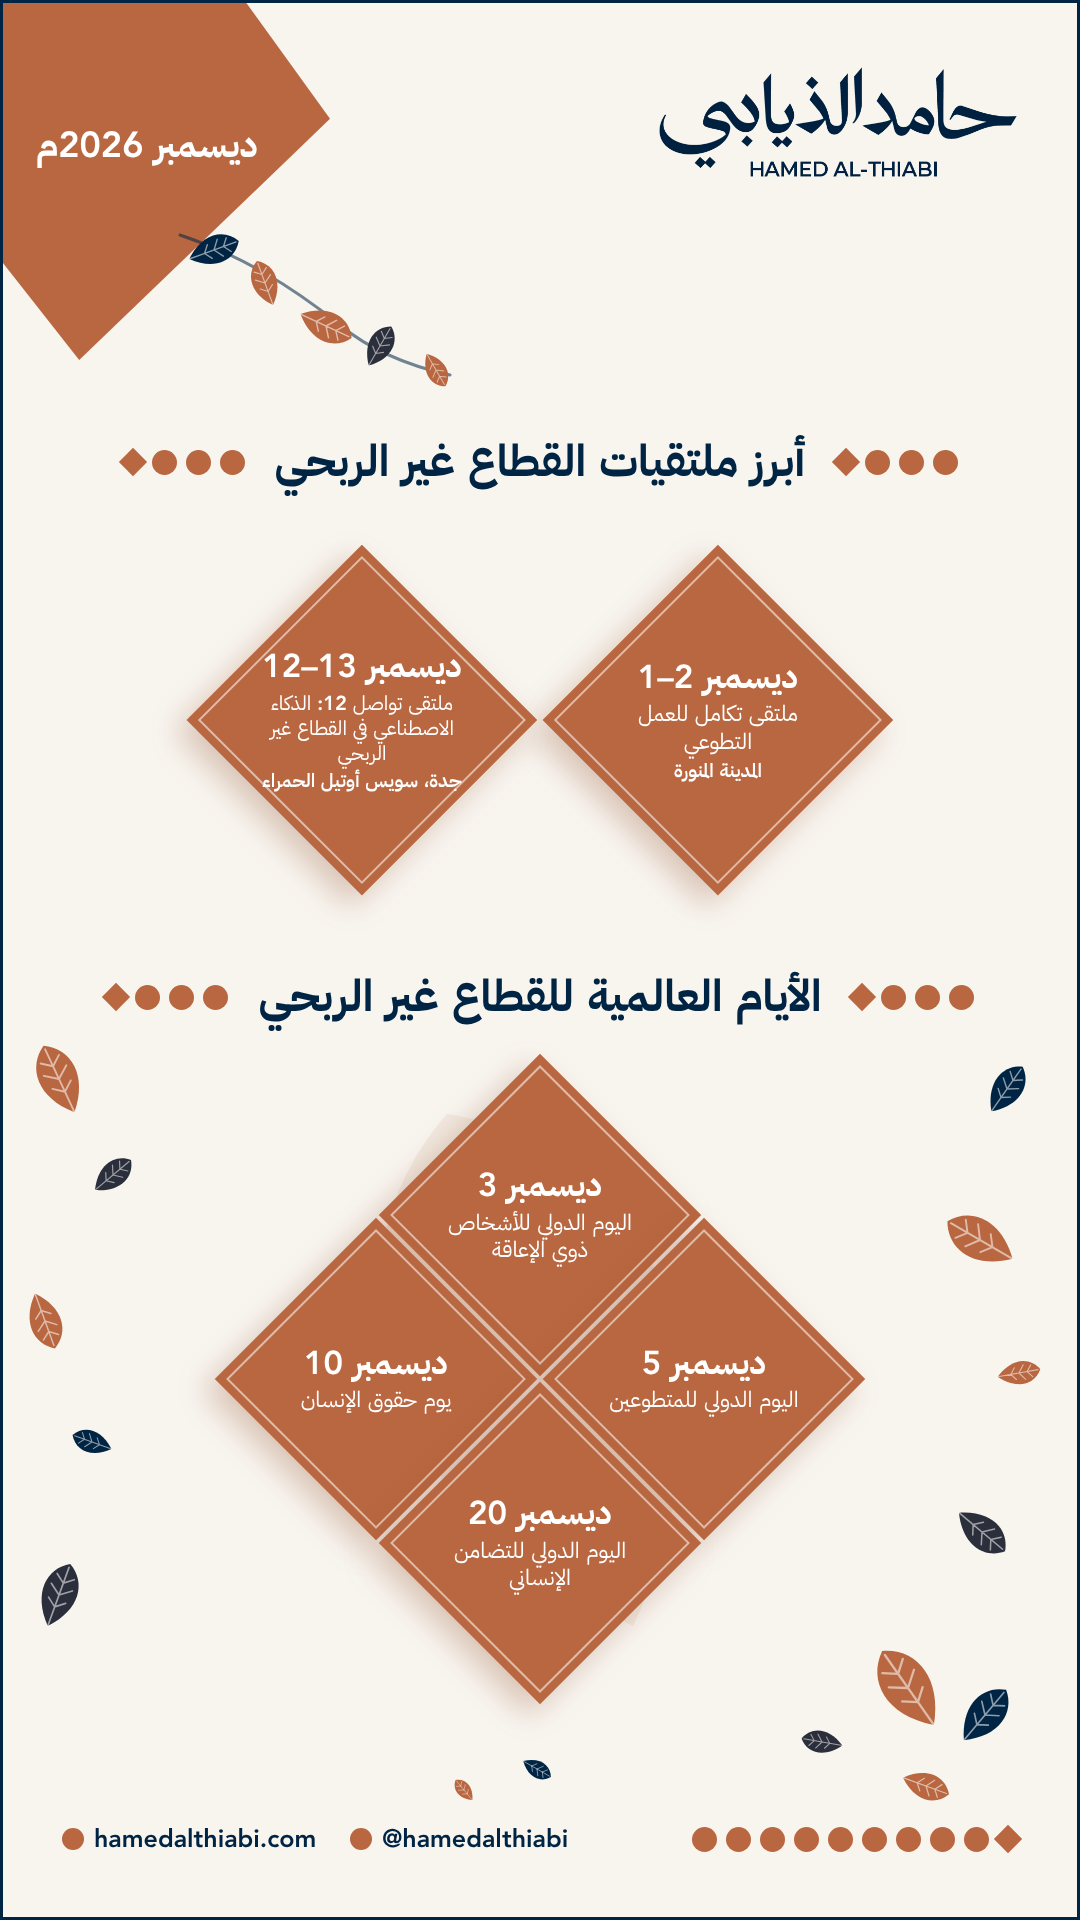 حامد الذيابي
HAMED AL-THIABI
ديسمبر 2026م
أبرز ملتقيات القطاع غير الربحي
1–2 ديسمبر
ملتقى تكامل للعمل
التطوعي
المدينة المنورة
12–13 ديسمبر
ملتقى تواصل 12: الذكاء
الاصطناعي في القطاع غير
الربحي
جدة، سويس أوتيل الحمراء
الأيام العالمية للقطاع غير الربحي
3 ديسمبر
اليوم الدولي للأشخاص
ذوي الإعاقة
5 ديسمبر
اليوم الدولي للمتطوعين
10 ديسمبر
يوم حقوق الإنسان
20 ديسمبر
اليوم الدولي للتضامن
الإنساني
hamedalthiabi.com
@hamedalthiabi